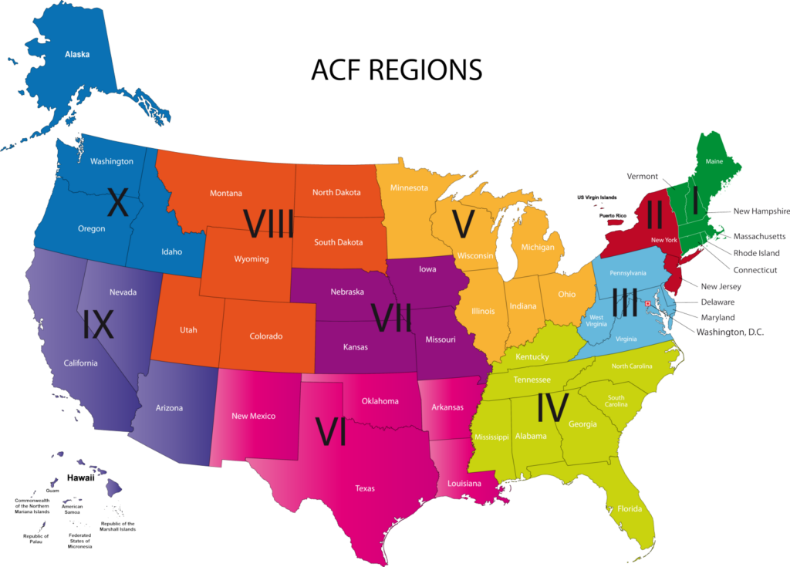 Alaska
ACF REGIONS
Washington
Maine
Vermont
Montana
North Dakota
Minnesota
US Virgin Islands
X
I
Puerto Rico
II
New Hampshire
VIII
V
Oregon
Massachusetts
New York
South Dakota
Michigan
Idaho
Wisconsin
Rhode Island
Wyoming
Iowa
Connecticut
Pennsylvania
New Jersey
Nevada
Nebraska
Ohio
III
Delaware
Illinois
Indiana
VII
IX
West
Virginia
Maryland
Utah
Colorado
Washington, D.C.
Missouri
Virginia
Kansas
Kentucky
California
North Carolina
Tennessee
South
Carolina
Oklahoma
Arizona
New Mexico
Arkansas
IV
Georgia
VI
Mississippi
Alabama
Hawaii
Louisiana
Texas
Guam
Commonwealth
of the Northern
Mariana Islands
American
Samoa
Florida
Republic of the
Marshall Islands
Republic of
Palau
Federated
States of
Micronesia